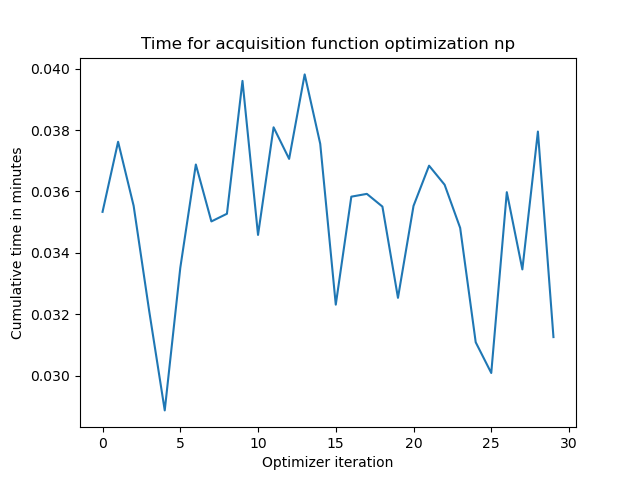 Time for acquisition function optimization np
Cumulative time in minutes
0.040
0.038
0.036
0.034
0.032
0.030
0 5 10 15 20 25 30
Optimizer iteration